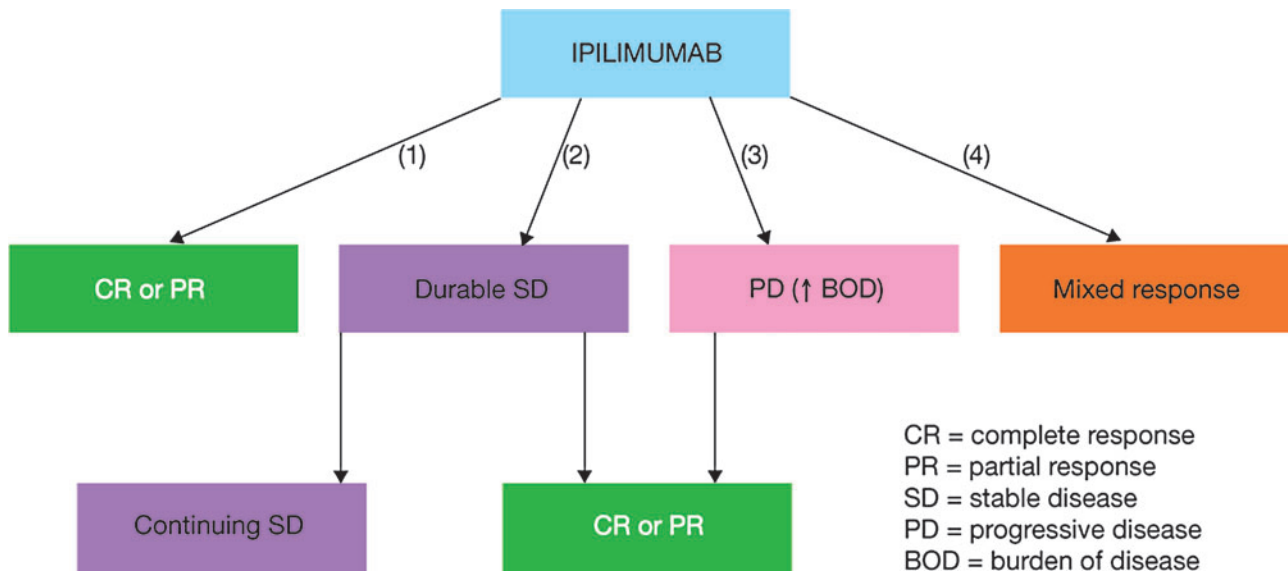 IPILIMUMAB
(1)
(2)
(3)
(4)
CR or PR
Durable SD
PD (↑ BOD)
Mixed response
Continuing SD
CR or PR
CR = complete response
PR = partial response
SD = stable disease
PD = progressive disease
BOD = burden of disease